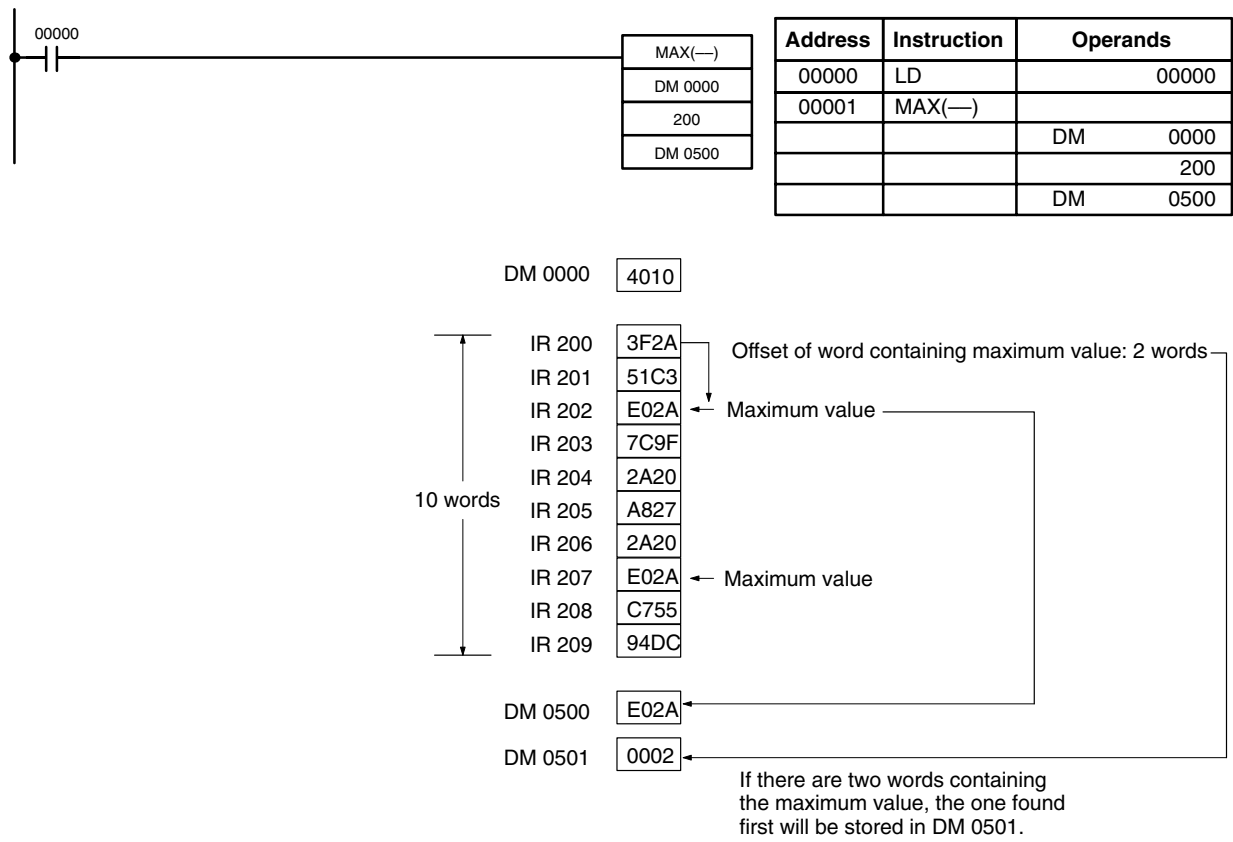 00000
MAX(—)
DM 0000
200
DM 0500
Address Instruction Operands
00000 LD 00000
00001 MAX(—)
DM 0000
200
DM 0500
DM 0000 4010
IR 200 3F2A Offset of word containing maximum value: 2 words
IR 201 51C3
IR 202 E02A Maximum value
IR 203 7C9F
IR 204 2A20
10 words
IR 205 A827
IR 206 2A20
IR 207 E02A Maximum value
IR 208 C755
IR 209 94DC
DM 0500 E02A
DM 0501 0002
If there are two words containing
the maximum value, the one found
first will be stored in DM 0501.